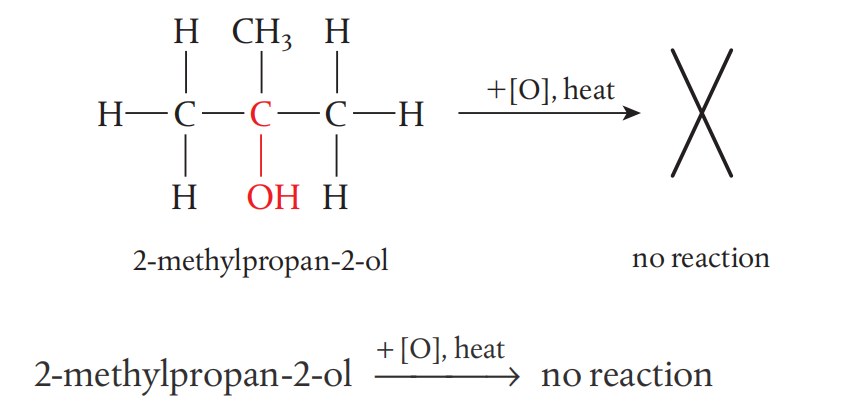 H CH₃ H
+[O], heat
H—C—C—C—H
H OH H
2-methylpropan-2-ol no reaction
+[O], heat
2-methylpropan-2-ol ⟶ no reaction